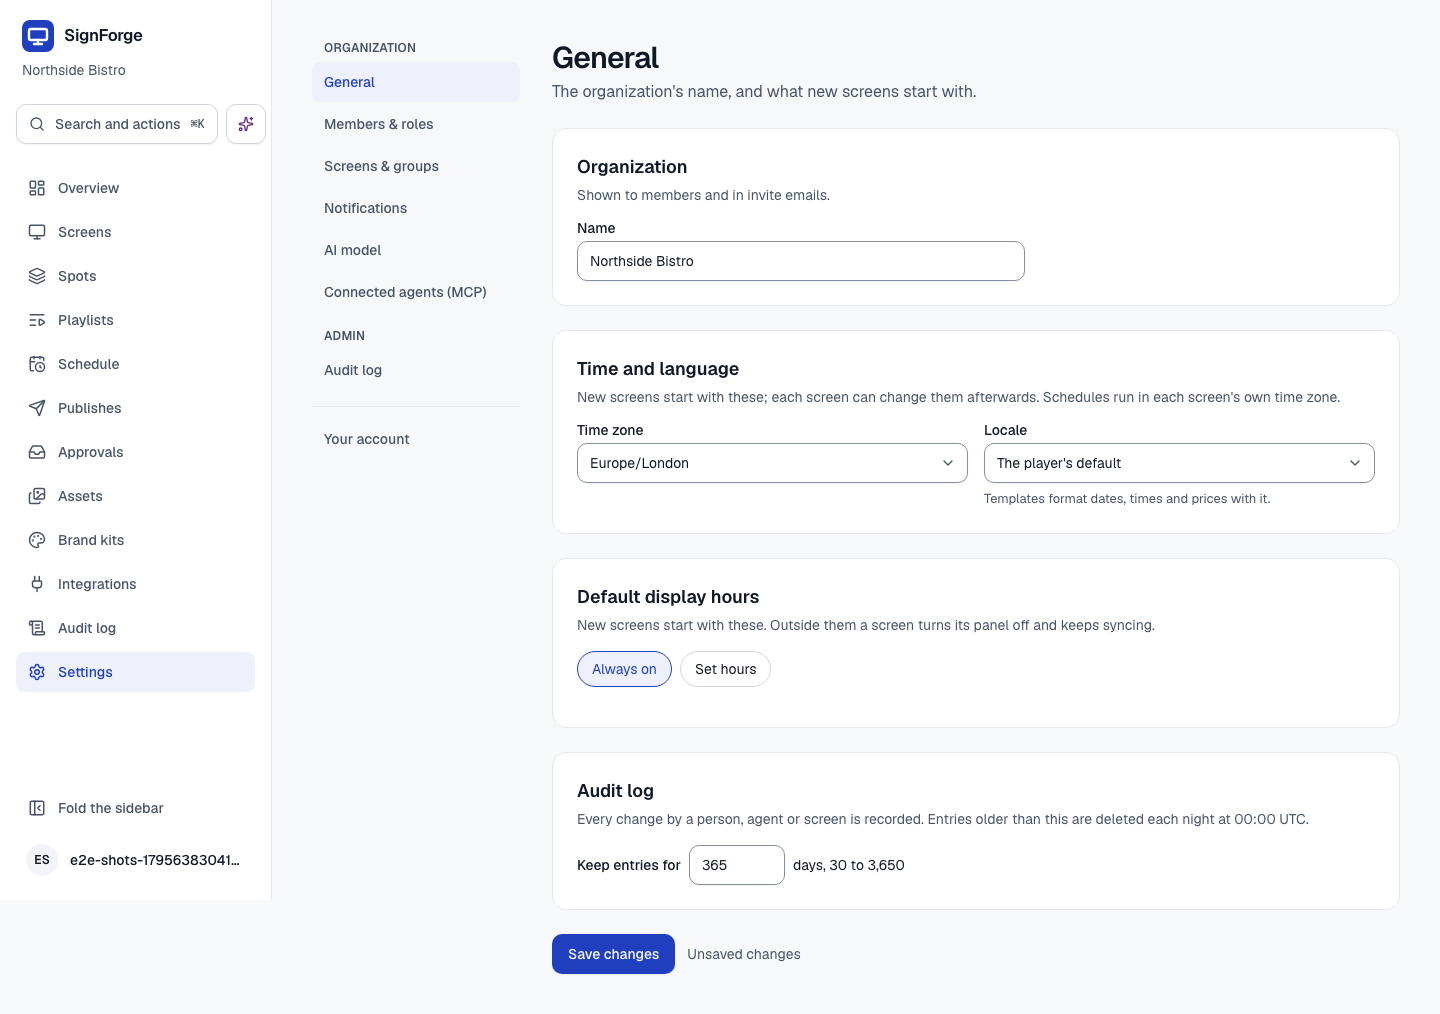 SignForge
Northside Bistro
Search and actions ⌘K
Overview
Screens
Spots
Playlists
Schedule
Publishes
Approvals
Assets
Brand kits
Integrations
Audit log
Settings
Fold the sidebar
ES e2e-shots-17956383041...
ORGANIZATION
General
Members & roles
Screens & groups
Notifications
AI model
Connected agents (MCP)
ADMIN
Audit log
Your account
General
The organization's name, and what new screens start with.
Organization
Shown to members and in invite emails.
Name
Northside Bistro
Time and language
New screens start with these; each screen can change them afterwards. Schedules run in each screen's own time zone.
Time zone Locale
Europe/London The player's default
Templates format dates, times and prices with it.
Default display hours
New screens start with these. Outside them a screen turns its panel off and keeps syncing.
Always on Set hours
Audit log
Every change by a person, agent or screen is recorded. Entries older than this are deleted each night at 00:00 UTC.
Keep entries for 365 days, 30 to 3,650
Save changes Unsaved changes